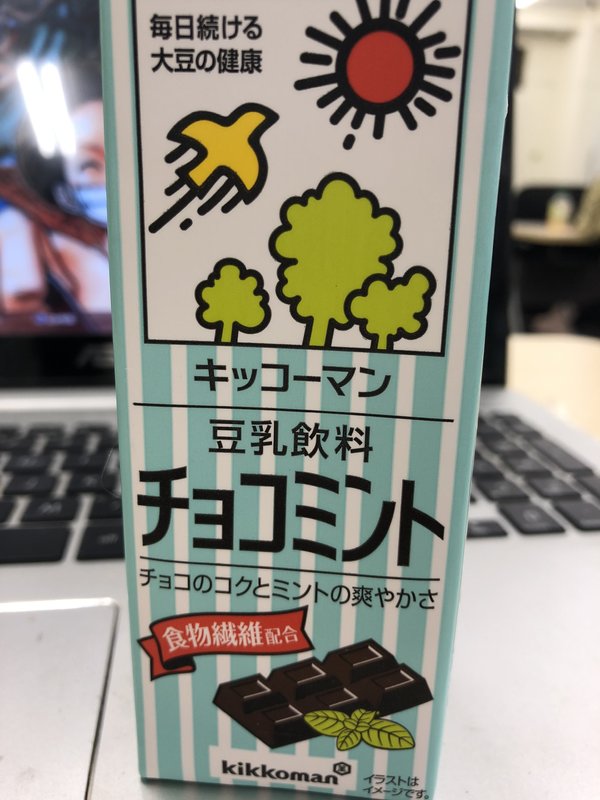 毎日続ける
大豆の健康
キッコーマン
豆乳飲料
チョコミント
チョコのコクとミントの爽やかさ
食物繊維配合
kikkoman
イラストは
イメージです。